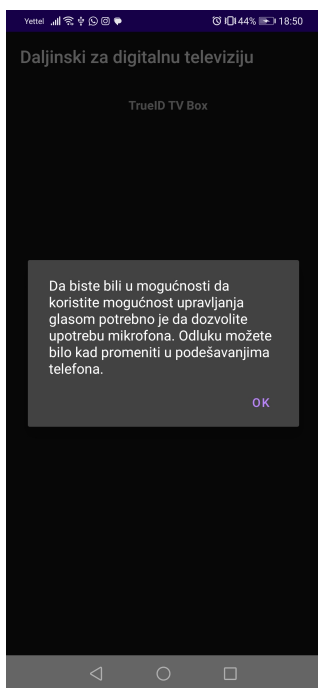 Yettel 44% 18:50
Daljinski za digitalnu televiziju
TrueID TV Box
Da biste bili u mogućnosti da
koristite mogućnost upravljanja
glasom potrebno je da dozvolite
upotrebu mikrofona. Odluku možete
bilo kad promeniti u podešavanjima
telefona.
OK